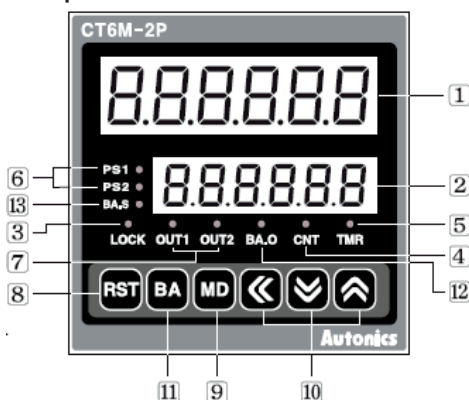 CT6M-2P
8.8.8.8.8.8
1
6 PS1 8.8.8.8.8.8 2
PS2
13 BA.S
3 5
LOCK OUT1 OUT2 BA.O CNT TMR
7 4
8 RST BA MD 12
Autonics
11 9 10